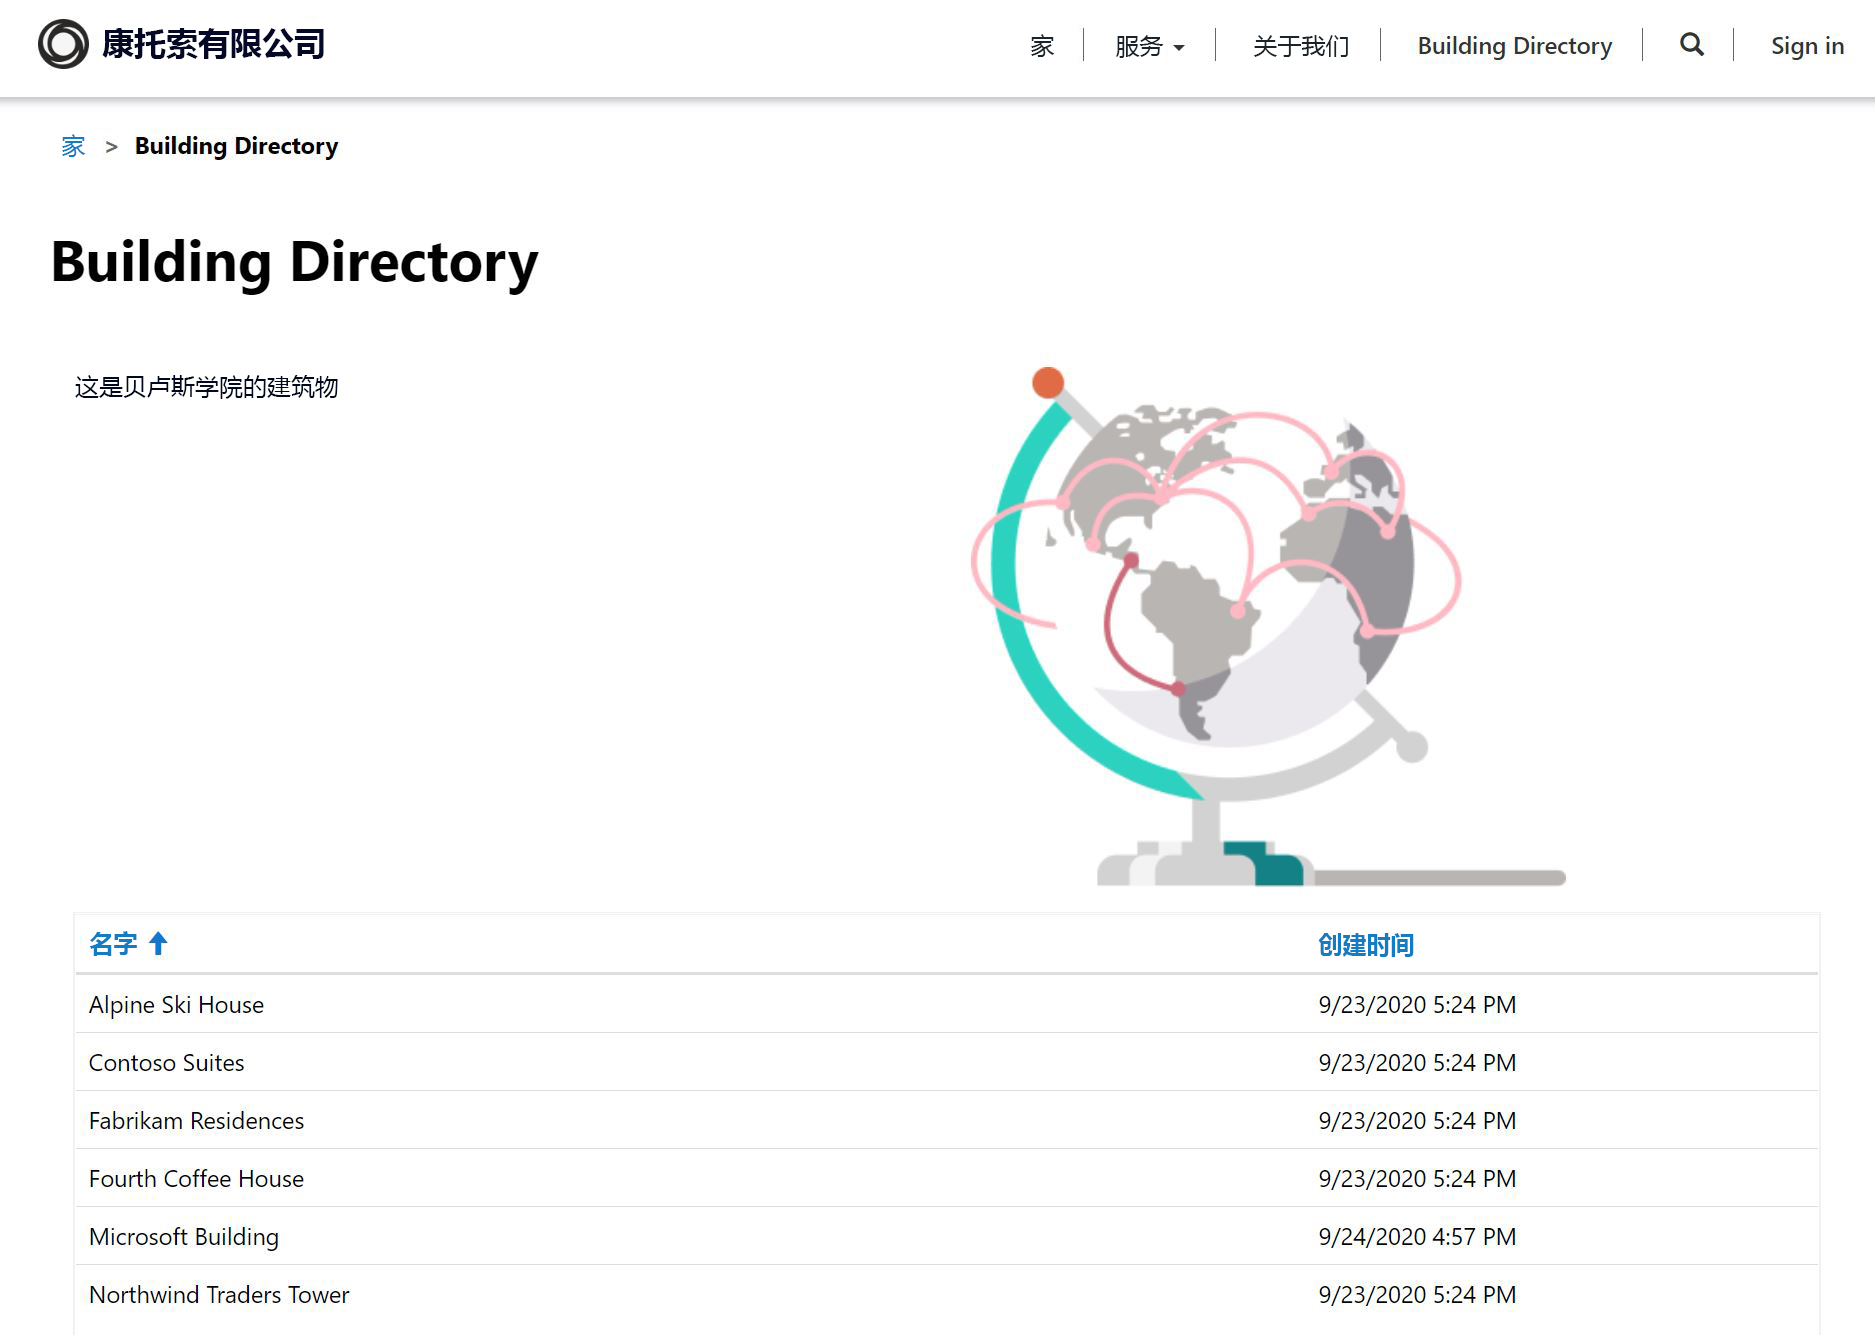 康托索有限公司
家
服务
关于我们
Building Directory
Sign in
家 > Building Directory
Building Directory
这是贝卢斯学院的建筑物
名字 创建时间
Alpine Ski House 9/23/2020 5:24 PM
Contoso Suites 9/23/2020 5:24 PM
Fabrikam Residences 9/23/2020 5:24 PM
Fourth Coffee House 9/23/2020 5:24 PM
Microsoft Building 9/24/2020 4:57 PM
Northwind Traders Tower 9/23/2020 5:24 PM